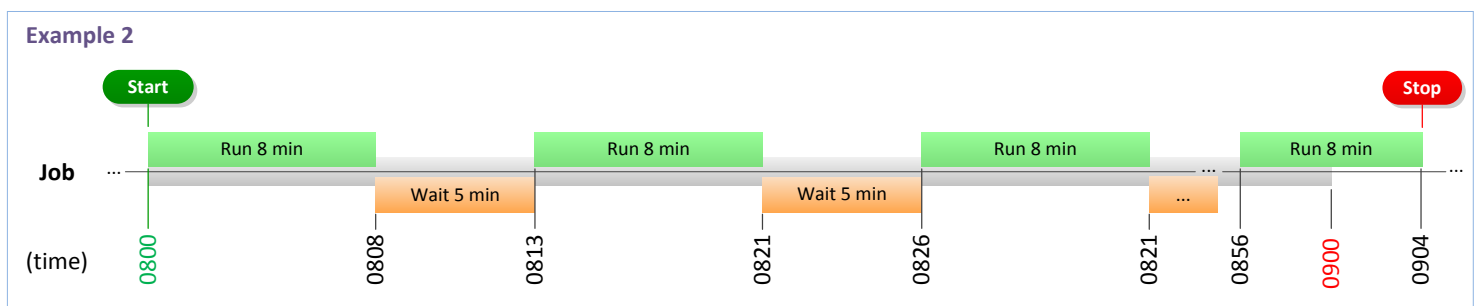 Example 2
Start
Stop
Run 8 min
Run 8 min
Run 8 min
Run 8 min
Job
...
...
...
Wait 5 min
Wait 5 min
...
(time)
0800
0808
0813
0821
0826
0821
0856
0900
0904